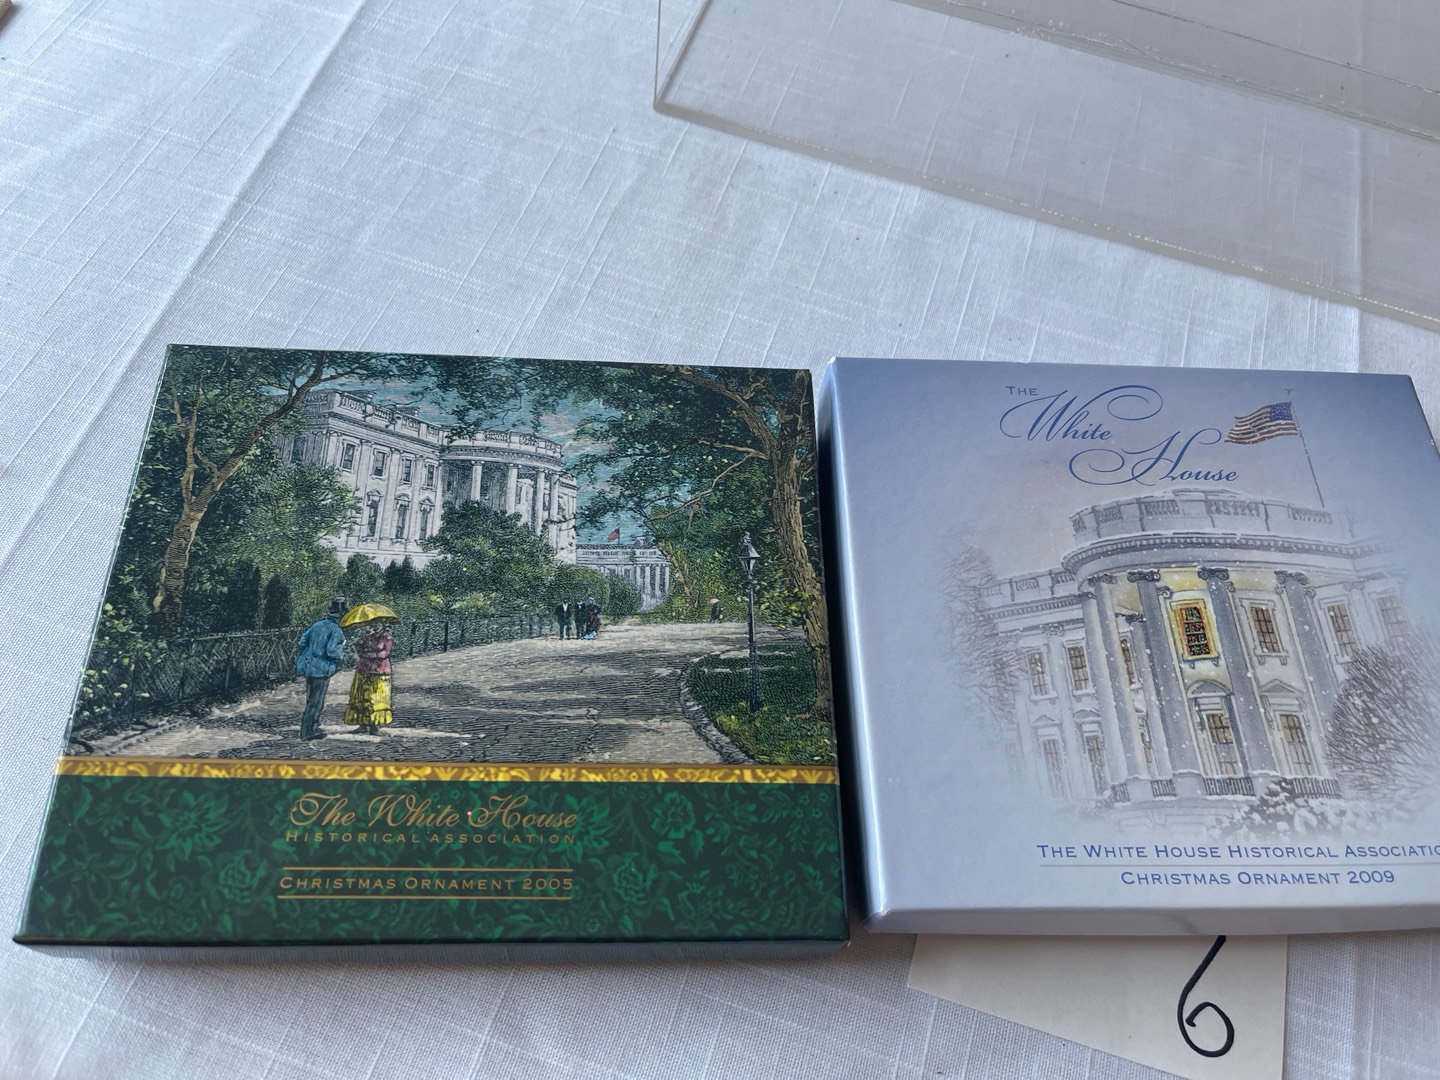 The White House
HISTORICAL ASSOCIATION
CHRISTMAS ORNAMENT 2005
THE
White
House
THE WHITE HOUSE HISTORICAL ASSOCIATIO
CHRISTMAS ORNAMENT 2009
6